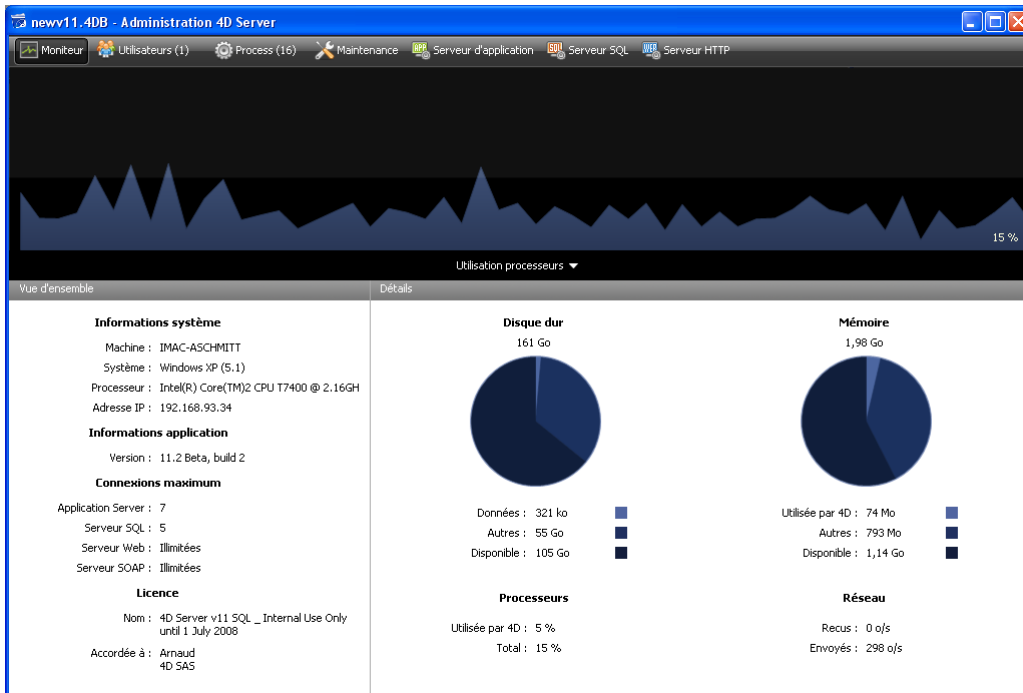 newv11.4DB - Administration 4D Server
Moniteur
Utilisateurs (1)
Process (16)
Maintenance
Serveur d'application
Serveur SQL
Serveur HTTP
15 %
Utilisation processeurs
Vue d'ensemble
Informations système
Machine : IMAC-ASCHMITT
Système : Windows XP (5.1)
Processeur : Intel(R) Core(TM)2 CPU T7400 @ 2.16GH
Adresse IP : 192.168.93.34
Informations application
Version : 11.2 Beta, build 2
Connexions maximum
Application Server : 7
Serveur SQL : 5
Serveur Web : Illimitées
Serveur SOAP : Illimitées
Licence
Nom : 4D Server v11 SQL _ Internal Use Only
until 1 July 2008
Accordée à : Arnaud
4D SAS
Détails
Disque dur
161 Go
Données : 321 ko
Autres : 55 Go
Disponible : 105 Go
Mémoire
1,98 Go
Utilisée par 4D : 74 Mo
Autres : 793 Mo
Disponible : 1,14 Go
Processeurs
Utilisée par 4D : 5 %
Total : 15 %
Réseau
Recus : 0 o/s
Envoyés : 298 o/s